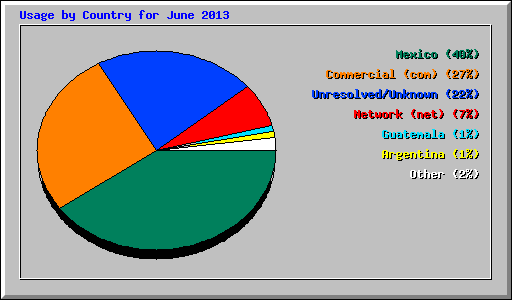 Usage by Country for June 2013
Mexico (40%)
Commercial (com) (27%)
Unresolved/Unknown (22%)
Network (net) (7%)
Guatemala (1%)
Argentina (1%)
Other (2%)